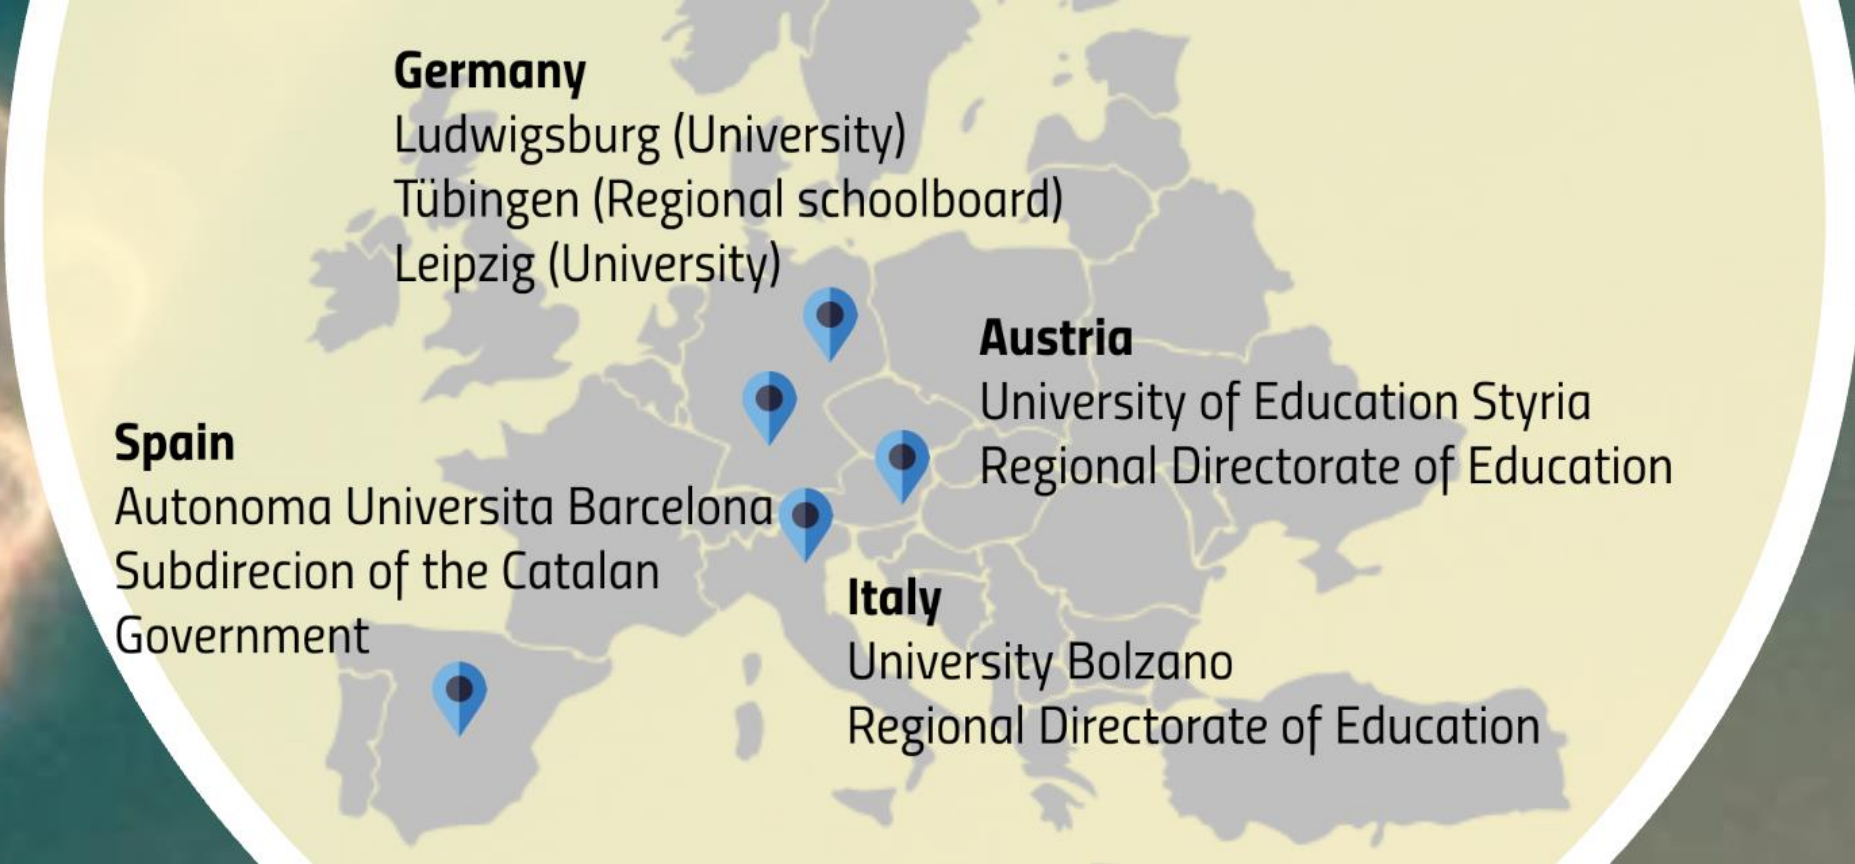 Germany
Ludwigsburg (University)
Tübingen (Regional schoolboard)
Leipzig (University)
Austria
University of Education Styria
Regional Directorate of Education
Spain
Autonoma Universita Barcelona
Subdirecion of the Catalan
Government
Italy
University Bolzano
Regional Directorate of Education